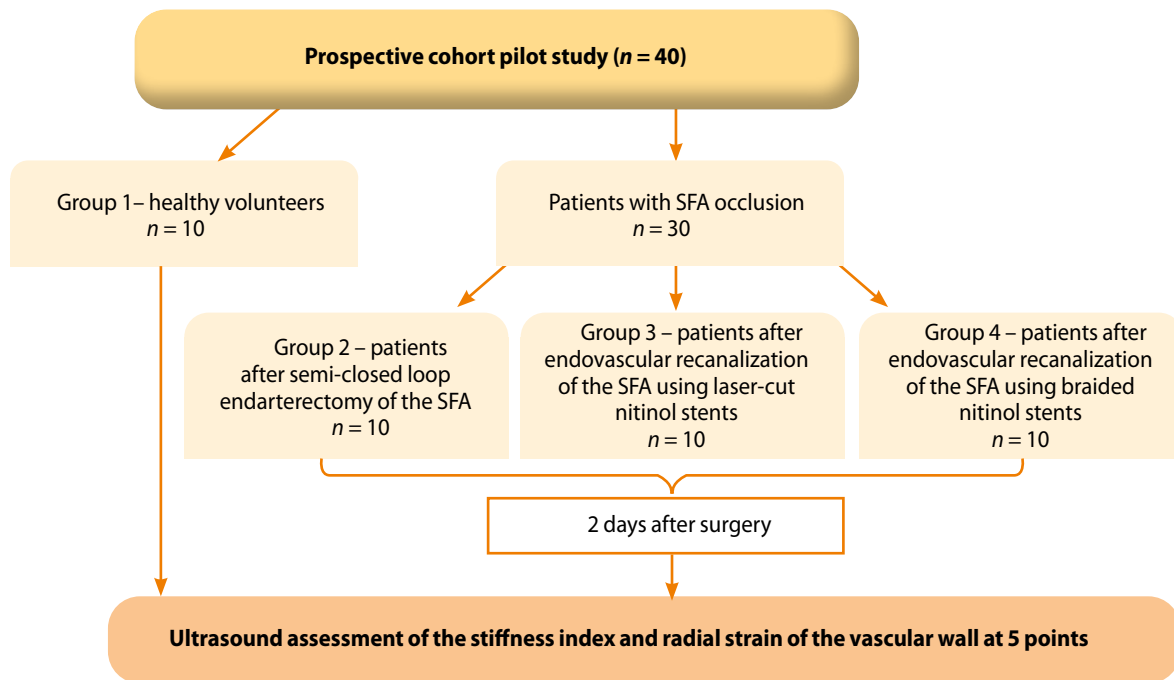 Prospective cohort pilot study (n = 40)
Group 1– healthy volunteers
n = 10
Patients with SFA occlusion
n = 30
Group 2 – patients
after semi-closed loop
endarterectomy of the SFA
n = 10
Group 3 – patients after
endovascular recanalization
of the SFA using laser-cut
nitinol stents
n = 10
Group 4 – patients after
endovascular recanalization
of the SFA using braided
nitinol stents
n = 10
2 days after surgery
Ultrasound assessment of the stiffness index and radial strain of the vascular wall at 5 points